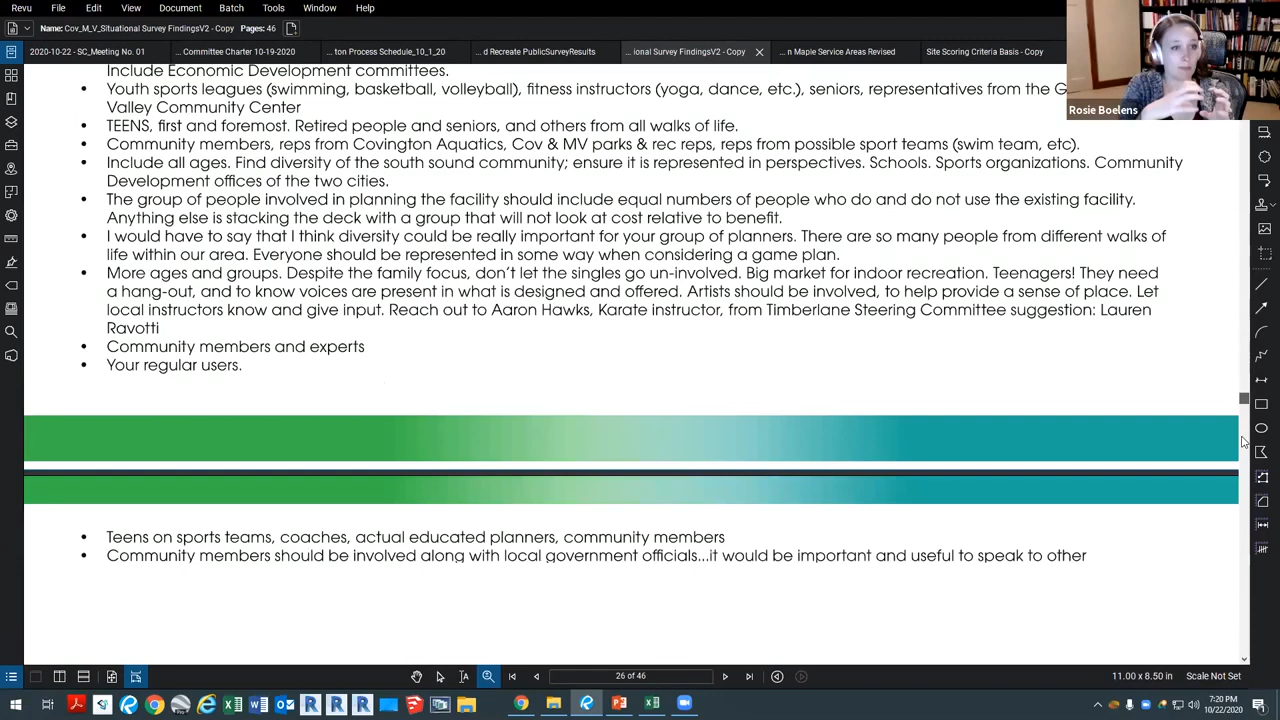 Revu File Edit View Document Batch Tools Window Help
Name: Cov_M_V_Situational Survey FindingsV2 - Copy Pages: 46
2020-10-22 - SC_Meeting No. 01 ... Committee Charter 10-19-2020 ...ton Process Schedule_10_1_20 ...d Recreate PublicSurveyResults ...ional Survey FindingsV2 - Copy ...n Maple Service Areas Revised Site Scoring Criteria Basis - Copy
Rosie Boelens
Include Economic Development committees.
• Youth sports leagues (swimming, basketball, volleyball), fitness instructors (yoga, dance, etc.), seniors, representatives from the G
Valley Community Center
• TEENS, first and foremost. Retired people and seniors, and others from all walks of life.
• Community members, reps from Covington Aquatics, Cov & MV parks & rec reps, reps from possible sport teams (swim team, etc).
• Include all ages. Find diversity of the south sound community; ensure it is represented in perspectives. Schools. Sports organizations. Community
Development offices of the two cities.
• The group of people involved in planning the facility should include equal numbers of people who do and do not use the existing facility.
Anything else is stacking the deck with a group that will not look at cost relative to benefit.
• I would have to say that I think diversity could be really important for your group of planners. There are so many people from different walks of
life within our area. Everyone should be represented in some way when considering a game plan.
• More ages and groups. Despite the family focus, don't let the singles go un-involved. Big market for indoor recreation. Teenagers! They need
a hang-out, and to know voices are present in what is designed and offered. Artists should be involved, to help provide a sense of place. Let
local instructors know and give input. Reach out to Aaron Hawks, Karate instructor, from Timberlane Steering Committee suggestion: Lauren
Ravotti
• Community members and experts
• Your regular users.
• Teens on sports teams, coaches, actual educated planners, community members
• Community members should be involved along with local government officials...it would be important and useful to speak to other
26 of 46
11.00 x 8.50 in Scale Not Set
7:20 PM
10/22/2020